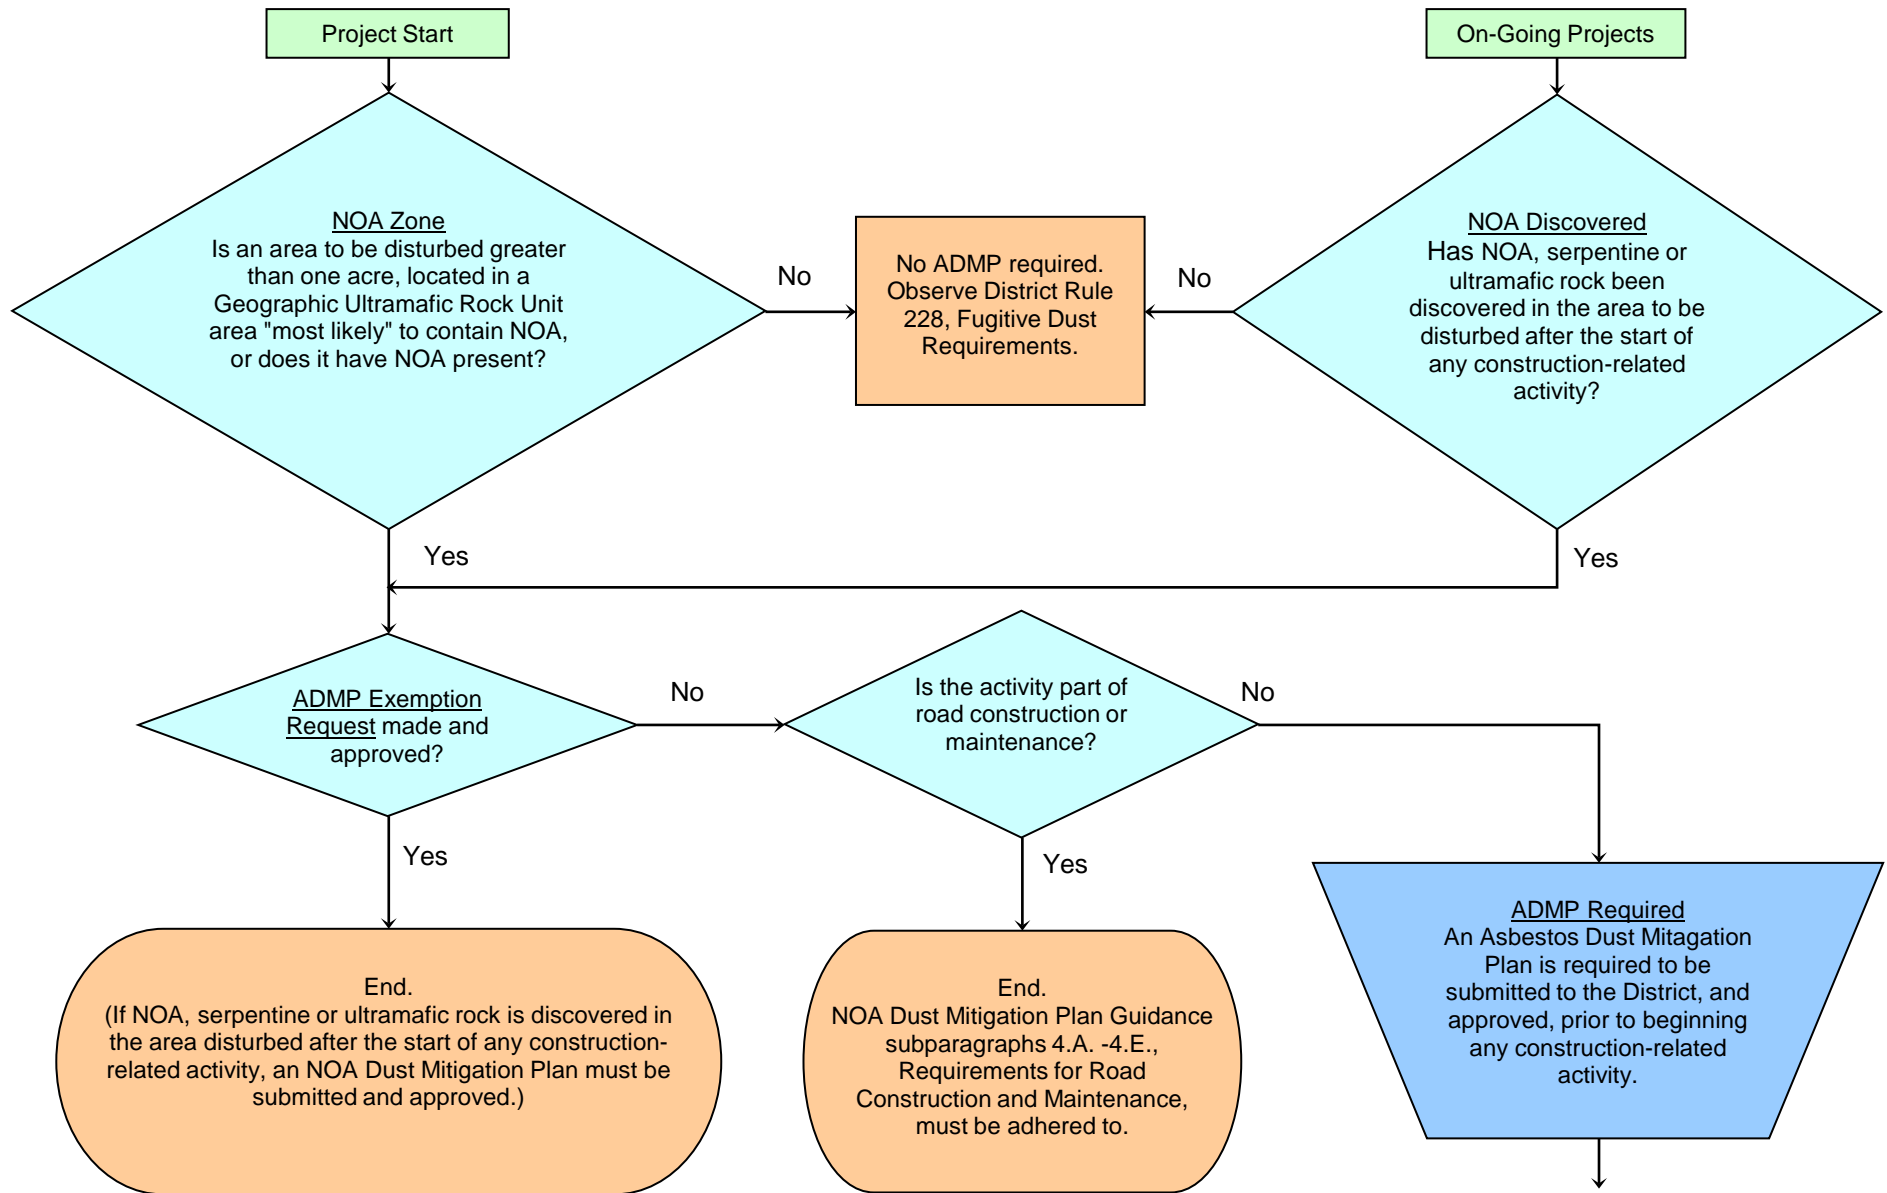 Project Start
On-Going Projects
NOA Zone
Is an area to be disturbed greater
than one acre, located in a
Geographic Ultramafic Rock Unit
area "most likely" to contain NOA,
or does it have NOA present?
No
No ADMP required.
Observe District Rule
228, Fugitive Dust
Requirements.
No
NOA Discovered
Has NOA, serpentine or
ultramafic rock been
discovered in the area to be
disturbed after the start of
any construction-related
activity?
Yes
Yes
ADMP Exemption
Request made and
approved?
No
Is the activity part of
road construction or
maintenance?
No
Yes
Yes
End.
(If NOA, serpentine or ultramafic rock is discovered in
the area disturbed after the start of any construction-
related activity, an NOA Dust Mitigation Plan must be
submitted and approved.)
End.
NOA Dust Mitigation Plan Guidance
subparagraphs 4.A. -4.E.,
Requirements for Road
Construction and Maintenance,
must be adhered to.
ADMP Required
An Asbestos Dust Mitagation
Plan is required to be
submitted to the District, and
approved, prior to beginning
any construction-related
activity.